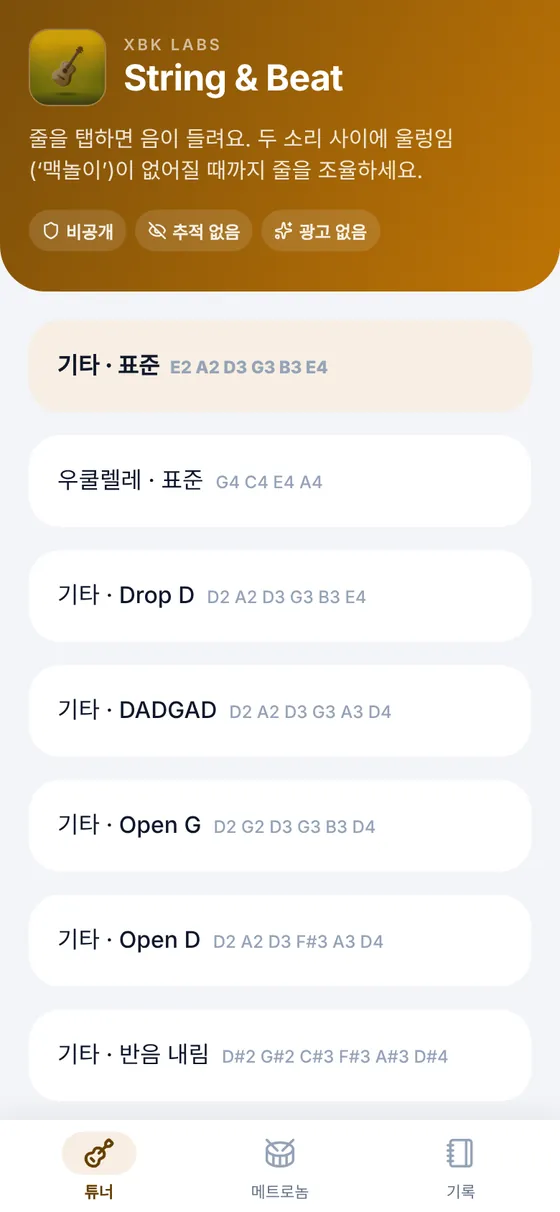 XBK LABS
String & Beat
줄을 탭하면 음이 들려요. 두 소리 사이에 울렁임
(‘맥놀이’)이 없어질 때까지 줄을 조율하세요.
비공개 추적 없음 광고 없음
기타 · 표준 E2 A2 D3 G3 B3 E4
우쿨렐레 · 표준 G4 C4 E4 A4
기타 · Drop D D2 A2 D3 G3 B3 E4
기타 · DADGAD D2 A2 D3 G3 A3 D4
기타 · Open G D2 G2 D3 G3 B3 D4
기타 · Open D D2 A2 D3 F#3 A3 D4
기타 · 반음 내림 D#2 G#2 C#3 F#3 A#3 D#4
튜너 메트로놈 기록